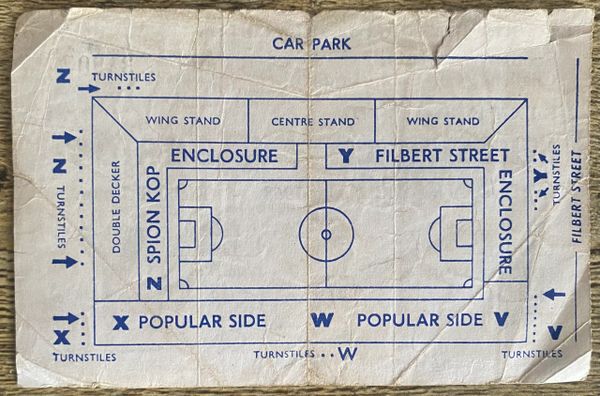 CAR PARK
Z
TURNSTILES
WING STAND
CENTRE STAND
WING STAND
ENCLOSURE
Y FILBERT STREET
ENCLOSURE
Z
TURNSTILES
DOUBLE DECKER
Z SPION KOP
Y
TURNSTILES
FILBERT STREET
X POPULAR SIDE
W
POPULAR SIDE V
X
TURNSTILES
TURNSTILES W
V
TURNSTILES